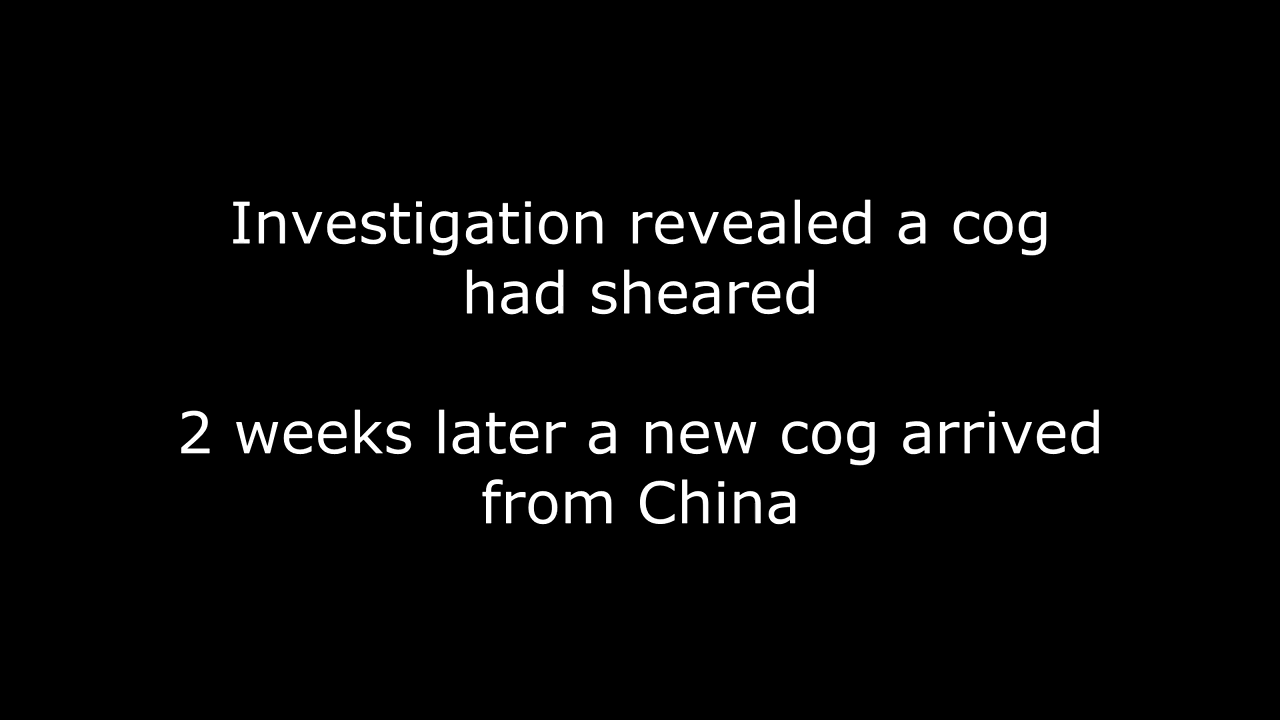 Investigation revealed a cog
had sheared
2 weeks later a new cog arrived
from China